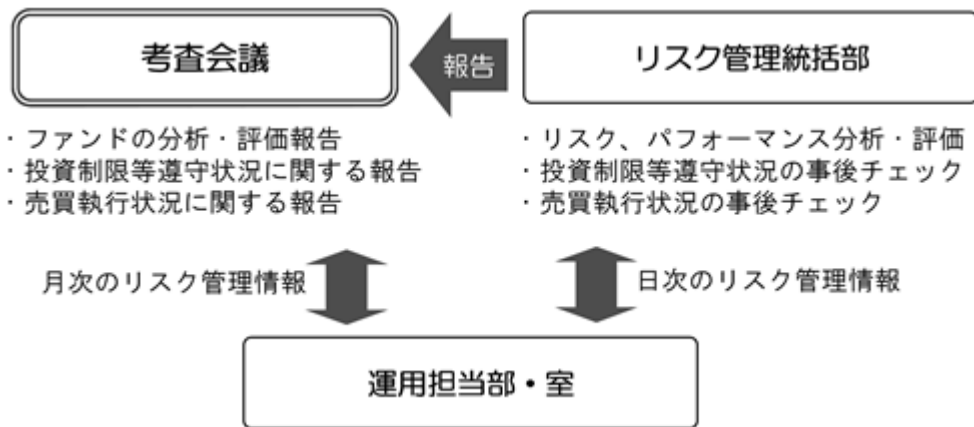 考査会議
報告
リスク管理統括部
・ファンドの分析・評価報告
・投資制限等遵守状況に関する報告
・売買執行状況に関する報告
・リスク、パフォーマンス分析・評価
・投資制限等遵守状況の事後チェック
・売買執行状況の事後チェック
月次のリスク管理情報
日次のリスク管理情報
運用担当部・室